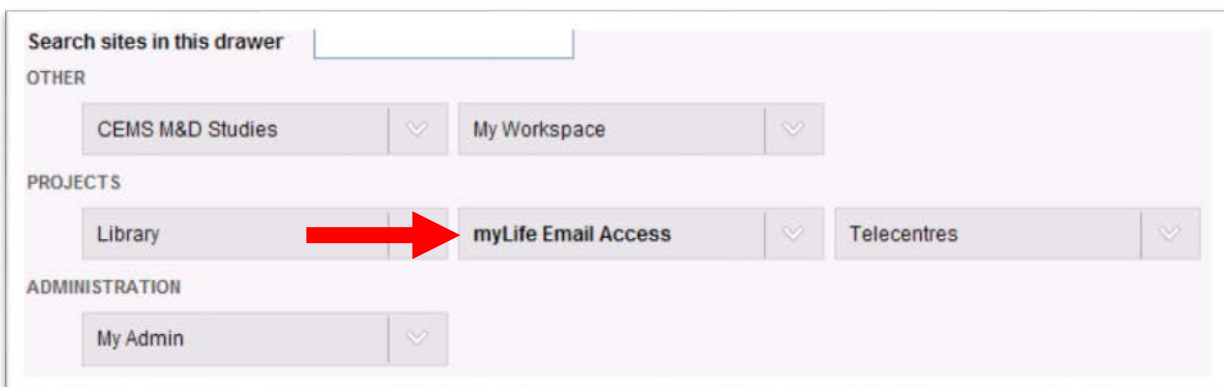 Search sites in this drawer
OTHER
CEMS M&D Studies My Workspace
PROJECTS
Library myLife Email Access Telecentres
ADMINISTRATION
My Admin